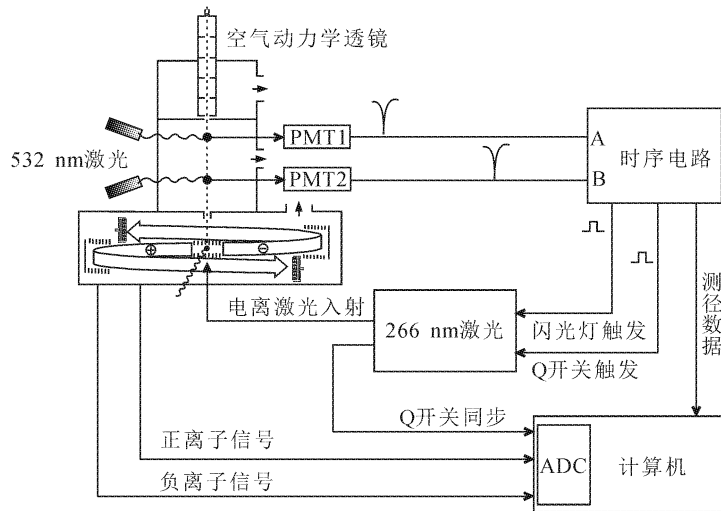 空气动力学透镜
532 nm激光
PMT1
PMT2
A
B
时序电路
⊕
⊖
电离激光入射
266 nm激光
闪光灯触发
Q开关触发
测径数据
Q开关同步
正离子信号
负离子信号
ADC
计算机